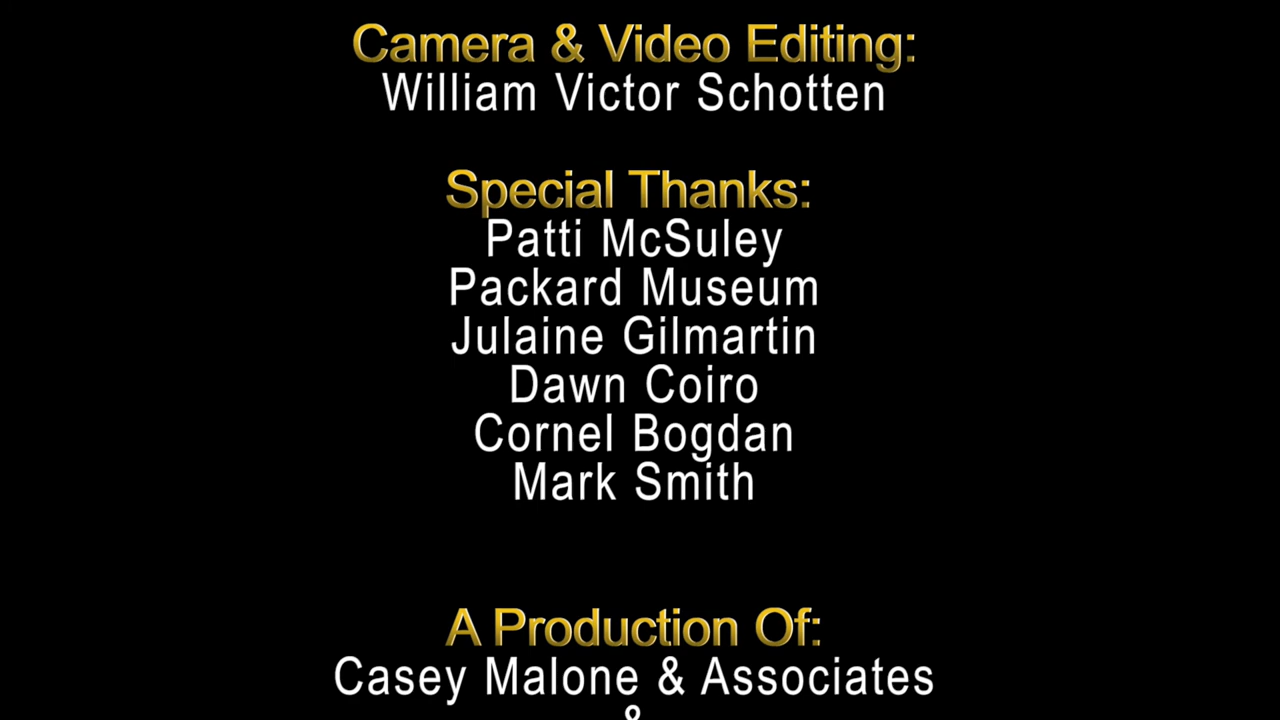 Camera & Video Editing:
William Victor Schotten
Special Thanks:
Patti McSuley
Packard Museum
Julaine Gilmartin
Dawn Coiro
Cornel Bogdan
Mark Smith
A Production Of:
Casey Malone & Associates
&